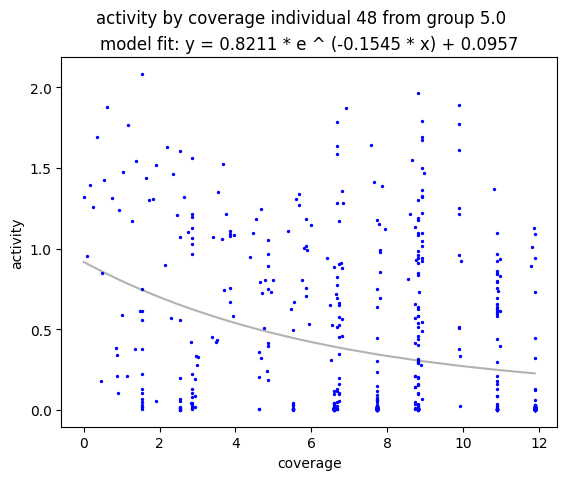 activity by coverage individual 48 from group 5.0
model fit: y = 0.8211 * e ^ (-0.1545 * x) + 0.0957
2.0
1.5
1.0
0.5
0.0
activity
0 2 4 6 8 10 12
coverage